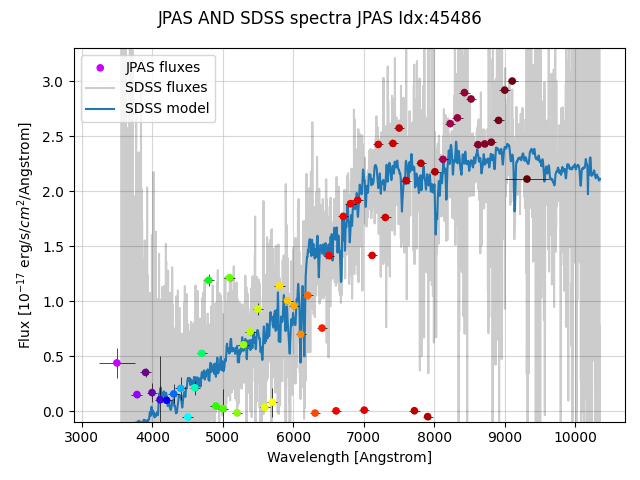 JPAS AND SDSS spectra JPAS Idx:45486
JPAS fluxes
SDSS fluxes
SDSS model
3.0
2.5
2.0
1.5
1.0
0.5
0.0
Flux [10⁻¹⁷ erg/s/cm²/Angstrom]
3000 4000 5000 6000 7000 8000 9000 10000
Wavelength [Angstrom]